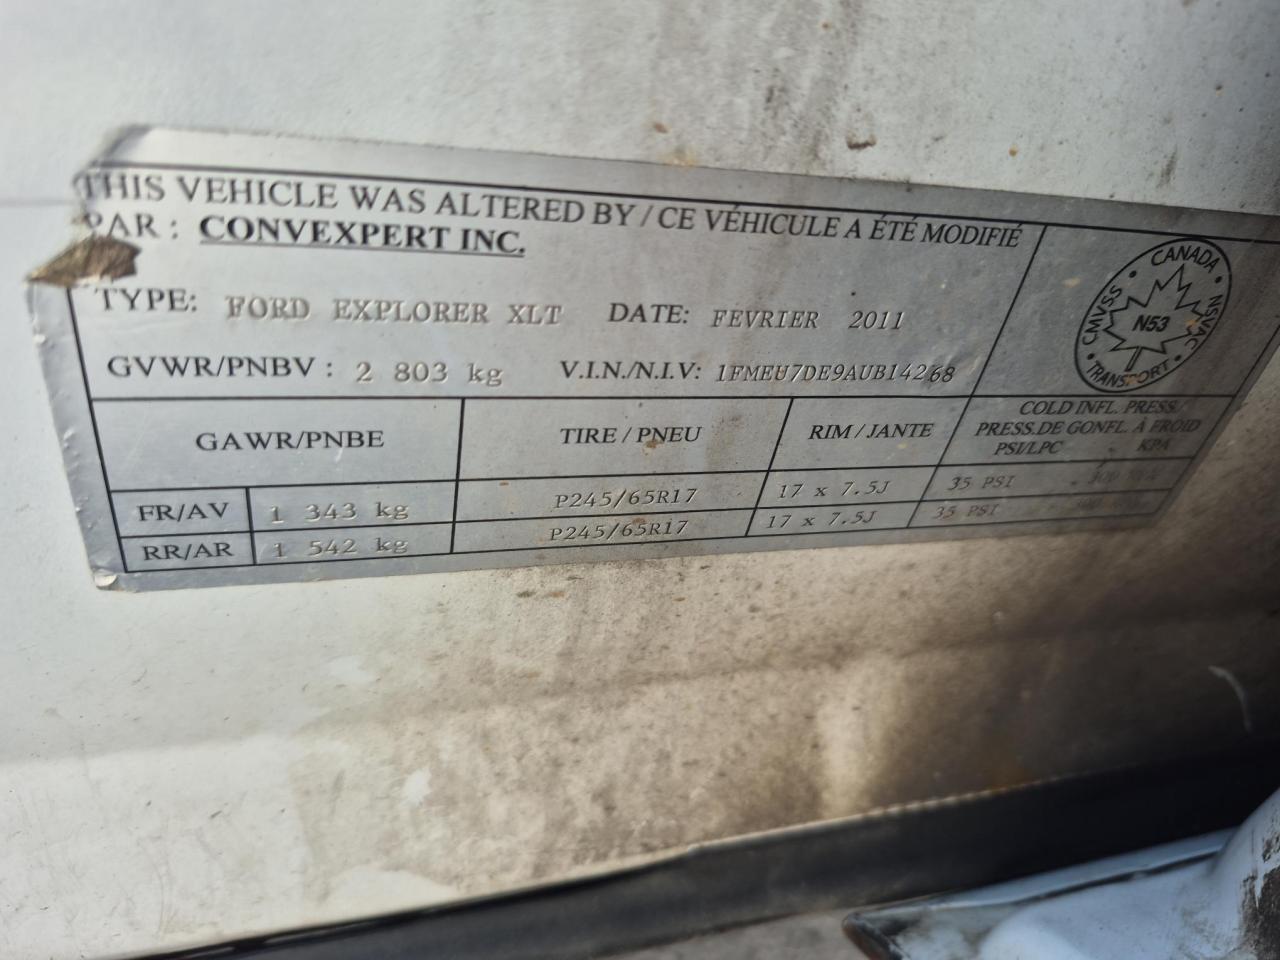 THIS VEHICLE WAS ALTERED BY / CE VÉHICULE A ÉTÉ MODIFIÉ
PAR : CONVEXPERT INC.
TYPE: FORD EXPLORER XLT DATE: FEVRIER 2011
GVWR/PNBV : 2 803 kg V.I.N./N.I.V: 1FMEU7DE9AUB14268
CANADA
CMVSS • NSVAC
N53
TRANSPORT
GAWR/PNBE TIRE / PNEU RIM / JANTE COLD INFL. PRESS./
PRESS.DE GONFL. À FROID
PSI/LPC KPA
FR/AV 1 343 kg P245/65R17 17 x 7.5J 35 PSI
RR/AR 1 542 kg P245/65R17 17 x 7.5J 35 PSI